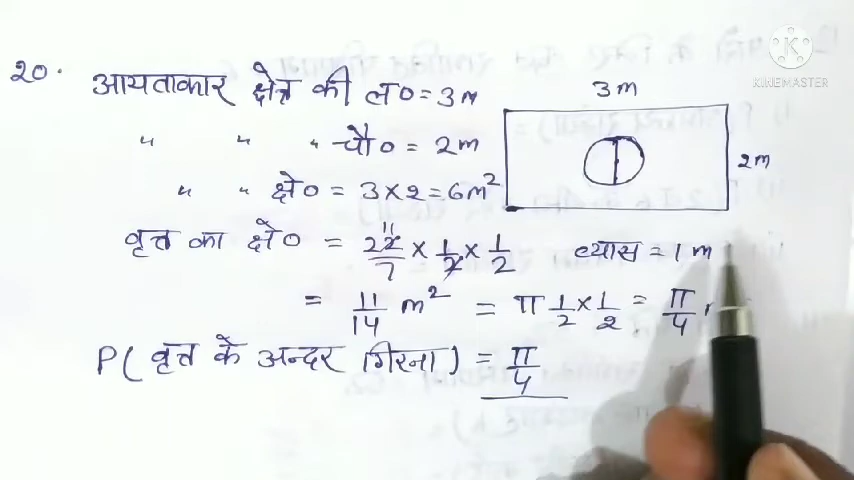 20. आयताकार क्षेत्र की ल० = 3m
" " " चौ० = 2m
" " क्षे० = 3 × 2 = 6m²
3m
2m
वृत्त का क्षे० = 22/7 × 1/2 × 1/2 11
व्यास = 1 m
= 11/14 m² = π 1/2 × 1/2 = π/4
P( वृत्त के अन्दर गिरना ) = π/4
KINEMASTER